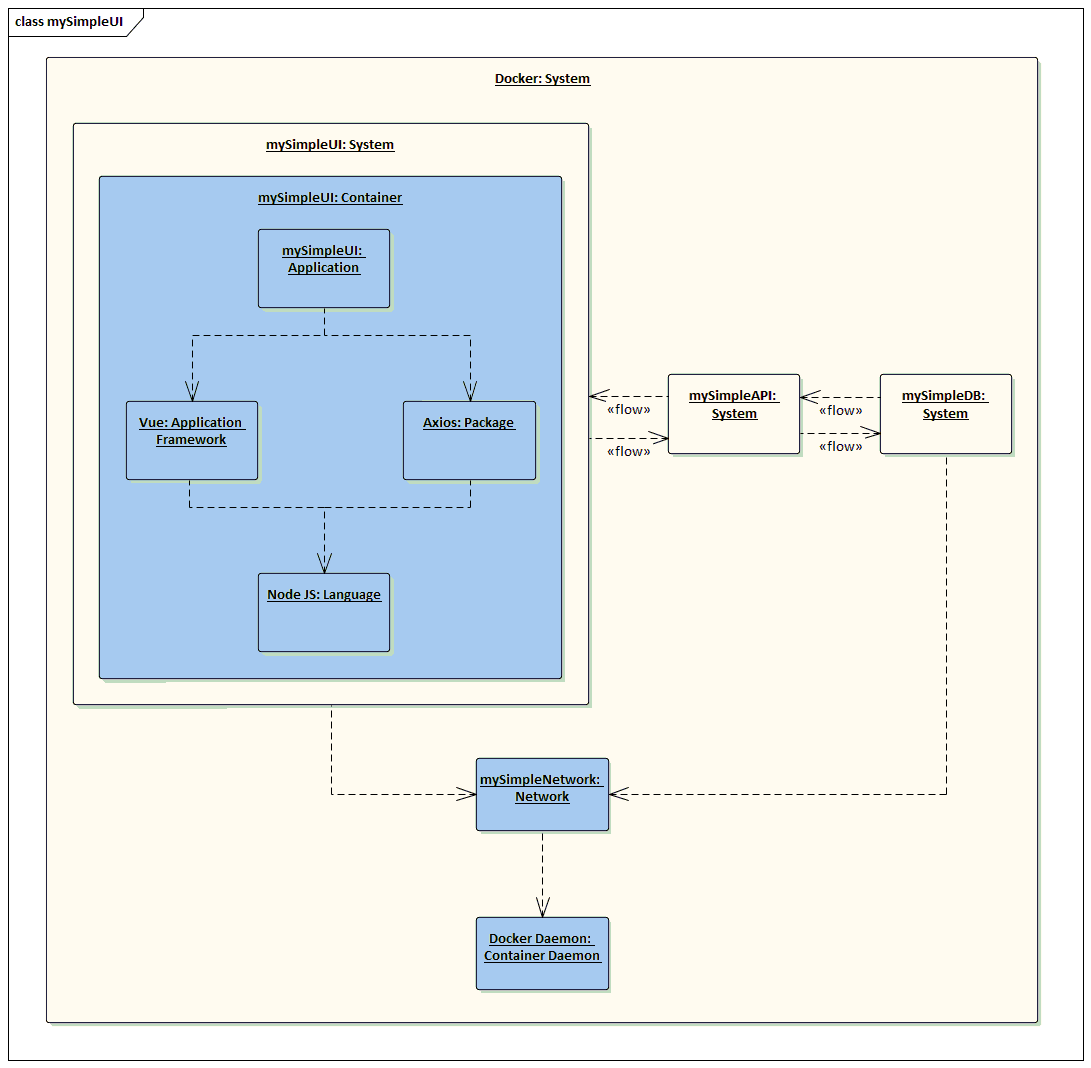 class mySimpleUI
Docker: System
mySimpleUI: System
mySimpleUI: Container
mySimpleUI:
Application
Vue: Application
Framework
Axios: Package
Node JS: Language
«flow»
«flow»
mySimpleAPI:
System
«flow»
«flow»
mySimpleDB:
System
mySimpleNetwork:
Network
Docker Daemon:
Container Daemon